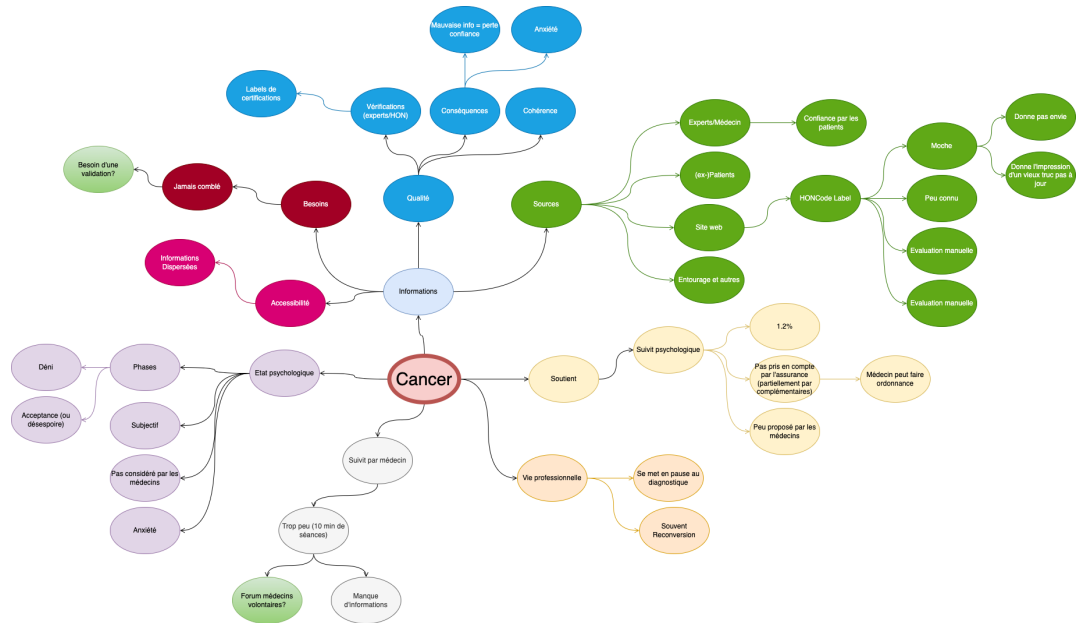 Mauvaise info = perte
confiance
Anxiété
Labels de
certifications
Vérifications
(experts/HON)
Conséquences
Cohérence
Experts/Médecin
Confiance par les
patients
Moche
Donne pas envie
Donne l'impression
d'un vieux truc pas à
jour
Besoin d'une
validation?
Jamais comblé
Besoins
Qualité
Sources
(ex-)Patients
Site web
HONCode Label
Peu connu
Evaluation manuelle
Entourage et autres
Evaluation manuelle
Informations
Dispersées
Accessibilité
Informations
Déni
Phases
Etat psychologique
Cancer
Soutient
Suivit psychologique
1.2%
Pas pris en compte par
l'assurance
(partiellement par
complémentaires)
Médecin peut faire
ordonnance
Peu proposé par les
médecins
Acceptance (ou
désespoire)
Subjectif
Pas considéré par les
médecins
Anxiété
Suivit par médecin
Vie professionnelle
Se met en pause au
diagnostique
Souvent
Reconversion
Trop peu (10 min de
séances)
Forum médecins
volontaires?
Manque
d'informations